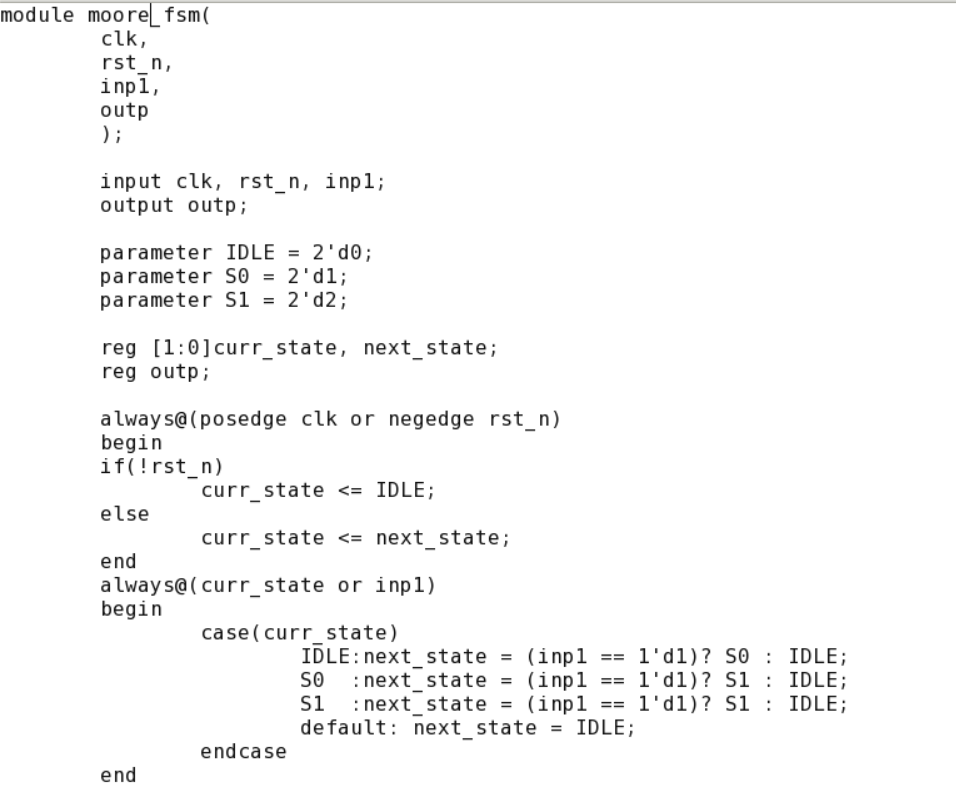 module moore_fsm(
        clk,
        rst_n,
        inp1,
        outp
        );

        input clk, rst_n, inp1;
        output outp;

        parameter IDLE = 2'd0;
        parameter S0 = 2'd1;
        parameter S1 = 2'd2;

        reg [1:0]curr_state, next_state;
        reg outp;

        always@(posedge clk or negedge rst_n)
        begin
        if(!rst_n)
                curr_state <= IDLE;
        else
                curr_state <= next_state;
        end
        always@(curr_state or inp1)
        begin
                case(curr_state)
                        IDLE:next_state = (inp1 == 1'd1)? S0 : IDLE;
                        S0  :next_state = (inp1 == 1'd1)? S1 : IDLE;
                        S1  :next_state = (inp1 == 1'd1)? S1 : IDLE;
                        default: next_state = IDLE;
                endcase
        end